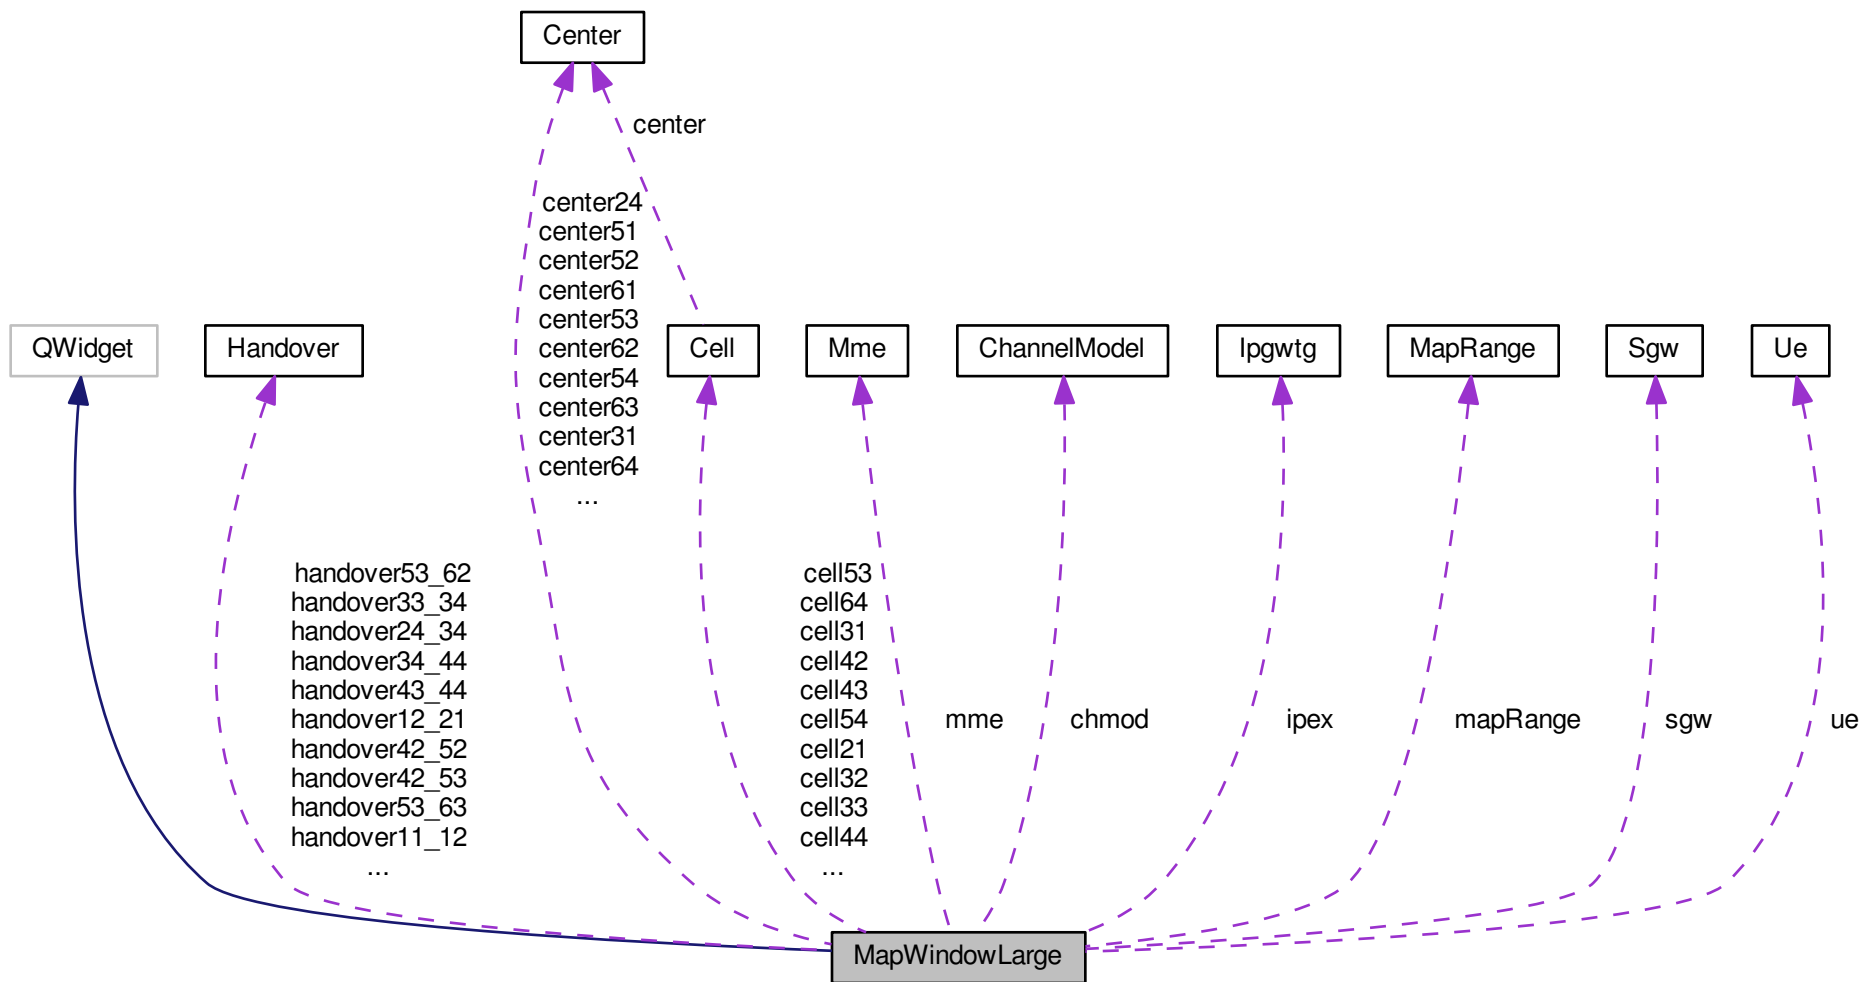 Center
center
center24
center51
center52
center61
center53
center62
center54
center63
center31
center64
...
QWidget
Handover
Cell
Mme
ChannelModel
Ipgwtg
MapRange
Sgw
Ue
handover53_62
handover33_34
handover24_34
handover34_44
handover43_44
handover12_21
handover42_52
handover42_53
handover53_63
handover11_12
...
cell53
cell64
cell31
cell42
cell43
cell54
cell21
cell32
cell33
cell44
...
mme
chmod
ipex
mapRange
sgw
ue
MapWindowLarge